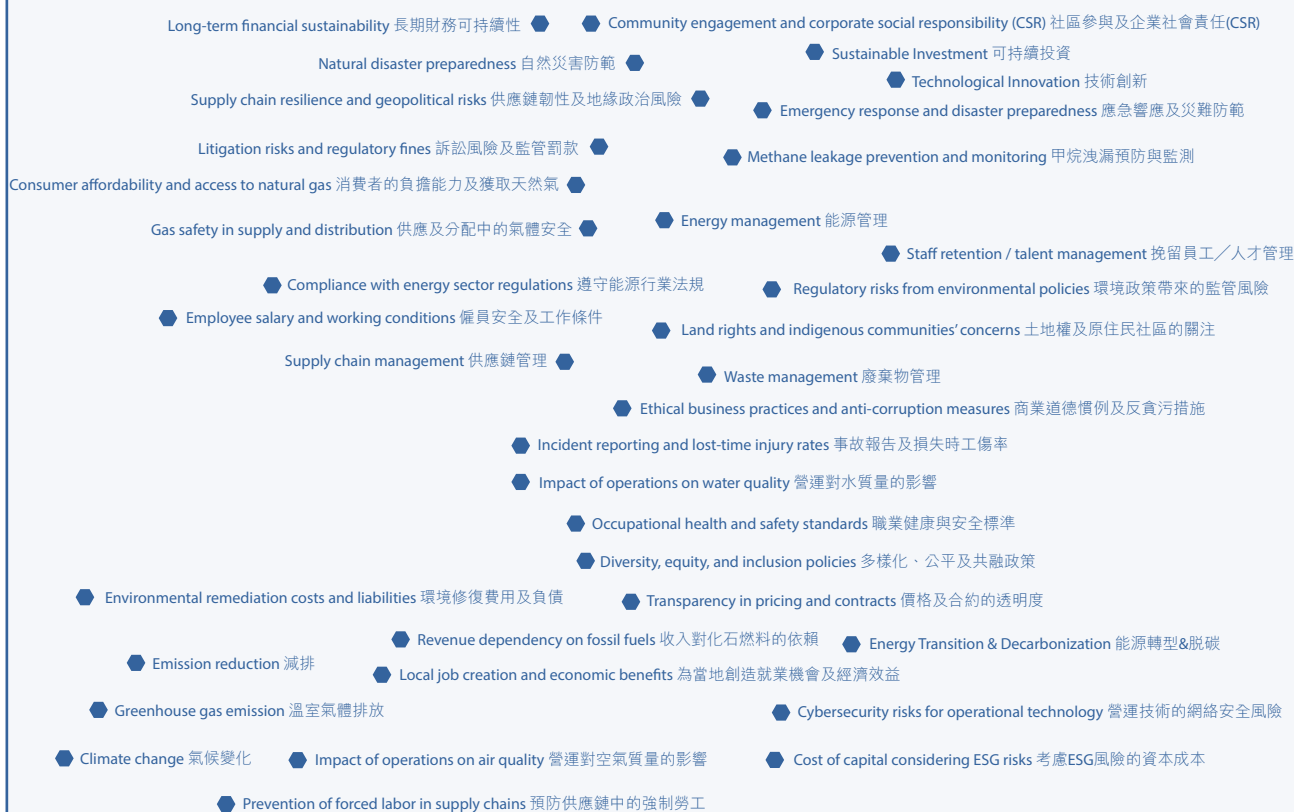 Long-term financial sustainability 長期財務可持續性
Community engagement and corporate social responsibility (CSR) 社區參與及企業社會責任(CSR)
Sustainable Investment 可持續投資
Natural disaster preparedness 自然災害防範
Technological Innovation 技術創新
Supply chain resilience and geopolitical risks 供應鏈韌性及地緣政治風險
Emergency response and disaster preparedness 應急響應及災難防範
Litigation risks and regulatory fines 訴訟風險及監管罰款
Methane leakage prevention and monitoring 甲烷洩漏預防與監測
Consumer affordability and access to natural gas 消費者的負擔能力及獲取天然氣
Energy management 能源管理
Gas safety in supply and distribution 供應及分配中的氣體安全
Staff retention / talent management 挽留員工／人才管理
Compliance with energy sector regulations 遵守能源行業法規
Regulatory risks from environmental policies 環境政策帶來的監管風險
Employee salary and working conditions 僱員安全及工作條件
Land rights and indigenous communities' concerns 土地權及原住民社區的關注
Supply chain management 供應鏈管理
Waste management 廢棄物管理
Ethical business practices and anti-corruption measures 商業道德慣例及反貪污措施
Incident reporting and lost-time injury rates 事故報告及損失時工傷率
Impact of operations on water quality 營運對水質量的影響
Occupational health and safety standards 職業健康與安全標準
Diversity, equity, and inclusion policies 多樣化、公平及共融政策
Environmental remediation costs and liabilities 環境修復費用及負債
Transparency in pricing and contracts 價格及合約的透明度
Revenue dependency on fossil fuels 收入對化石燃料的依賴
Energy Transition & Decarbonization 能源轉型&脱碳
Emission reduction 減排
Local job creation and economic benefits 為當地創造就業機會及經濟效益
Greenhouse gas emission 溫室氣體排放
Cybersecurity risks for operational technology 營運技術的網絡安全風險
Climate change 氣候變化
Impact of operations on air quality 營運對空氣質量的影響
Cost of capital considering ESG risks 考慮ESG風險的資本成本
Prevention of forced labor in supply chains 預防供應鏈中的強制勞工